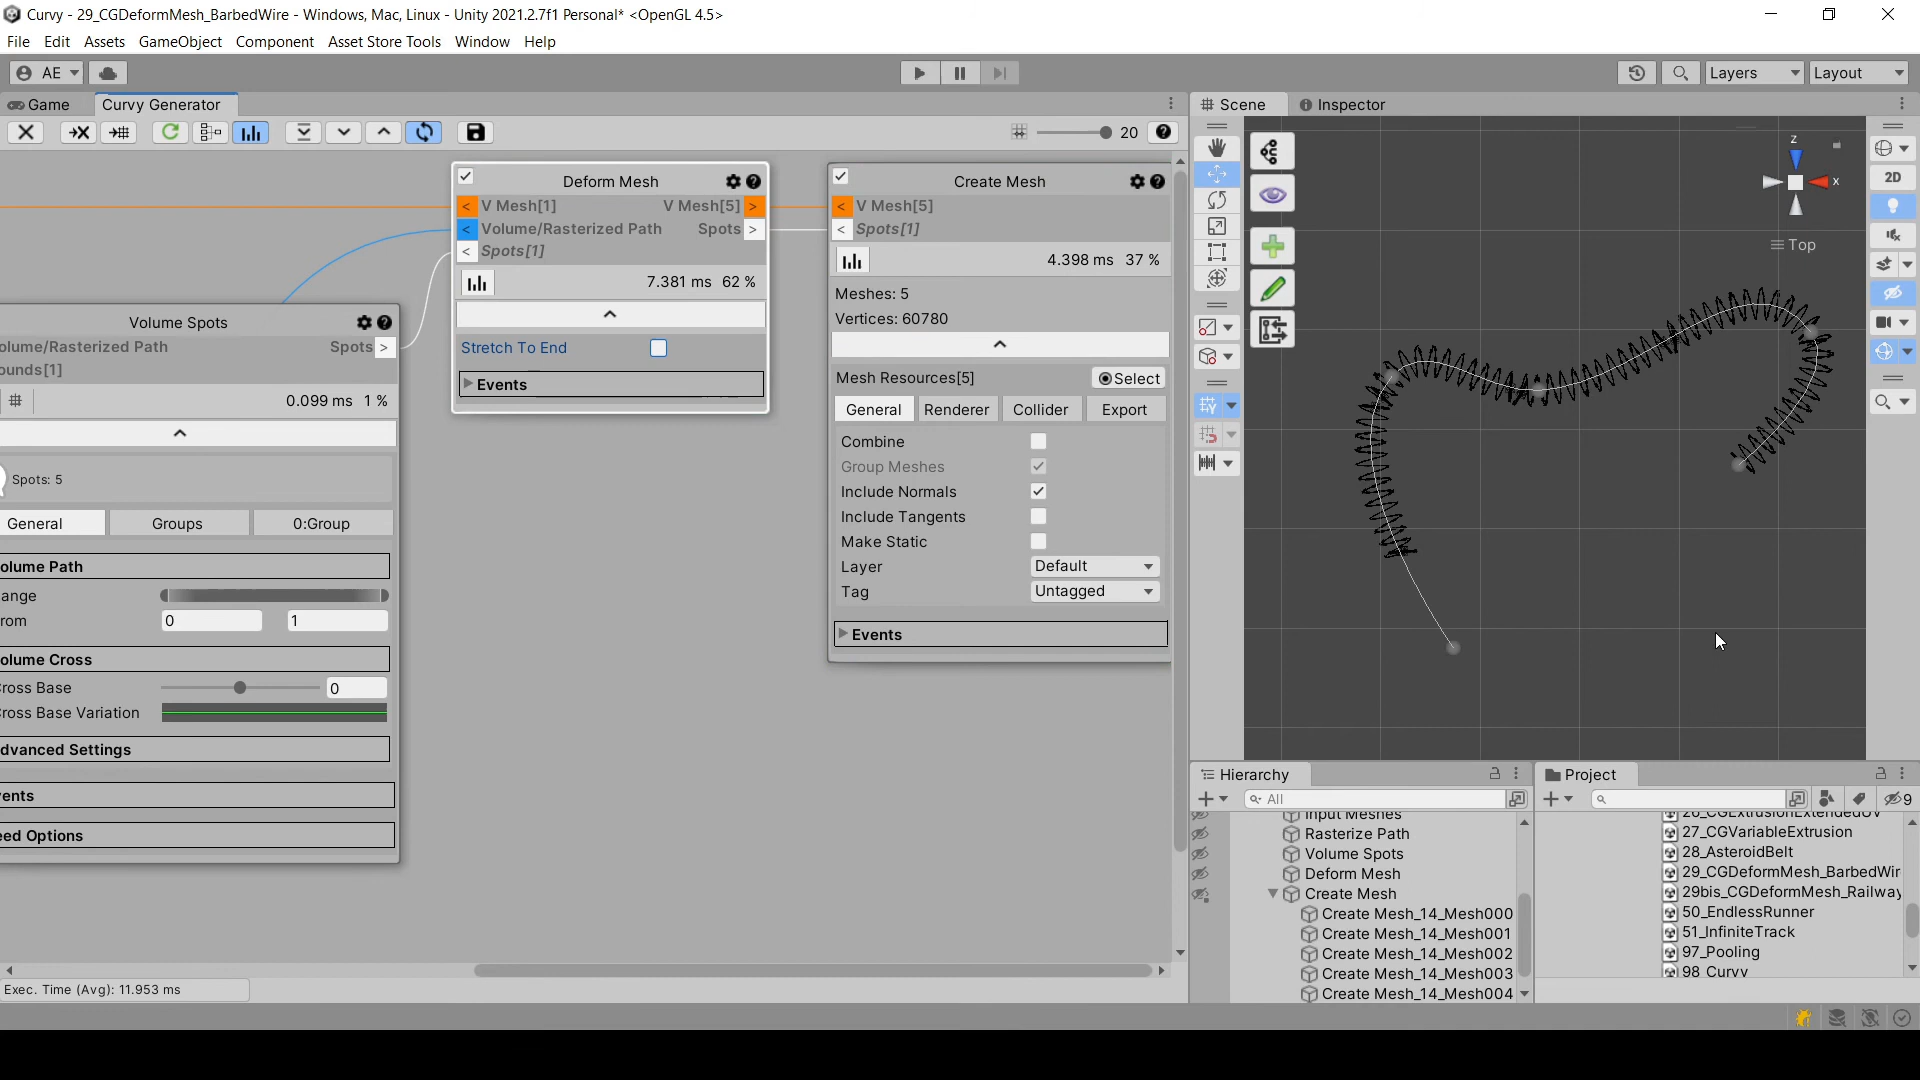 Curvy - 29_CGDeformMesh_BarbedWire - Windows, Mac, Linux - Unity 2021.2.7f1 Personal* <OpenGL 4.5>
File Edit Assets GameObject Component Asset Store Tools Window Help
AE Layers Layout
Game Curvy Generator
20
Deform Mesh
V Mesh[1] V Mesh[5]
Volume/Rasterized Path Spots
Spots[1]
7.381 ms 62 %
Stretch To End
Events
Volume Spots
olume/Rasterized Path Spots
ounds[1]
0.099 ms 1 %
Spots: 5
General Groups 0:Group
olume Path
ange
rom 0 1
olume Cross
ross Base 0
ross Base Variation
dvanced Settings
ents
eed Options
Create Mesh
V Mesh[5]
Spots[1]
4.398 ms 37 %
Meshes: 5
Vertices: 60780
Mesh Resources[5] Select
General Renderer Collider Export
Combine
Group Meshes
Include Normals
Include Tangents
Make Static
Layer Default
Tag Untagged
Events
Exec. Time (Avg): 11.953 ms
Scene Inspector
z
x
Top
2D
Hierarchy
All
Input Meshes
Rasterize Path
Volume Spots
Deform Mesh
Create Mesh
Create Mesh_14_Mesh000
Create Mesh_14_Mesh001
Create Mesh_14_Mesh002
Create Mesh_14_Mesh003
Create Mesh_14_Mesh004
Project
9
26_CGExtrusionExtendedUV
27_CGVariableExtrusion
28_AsteroidBelt
29_CGDeformMesh_BarbedWir
29bis_CGDeformMesh_Railway
50_EndlessRunner
51_InfiniteTrack
97_Pooling
98_Curvy